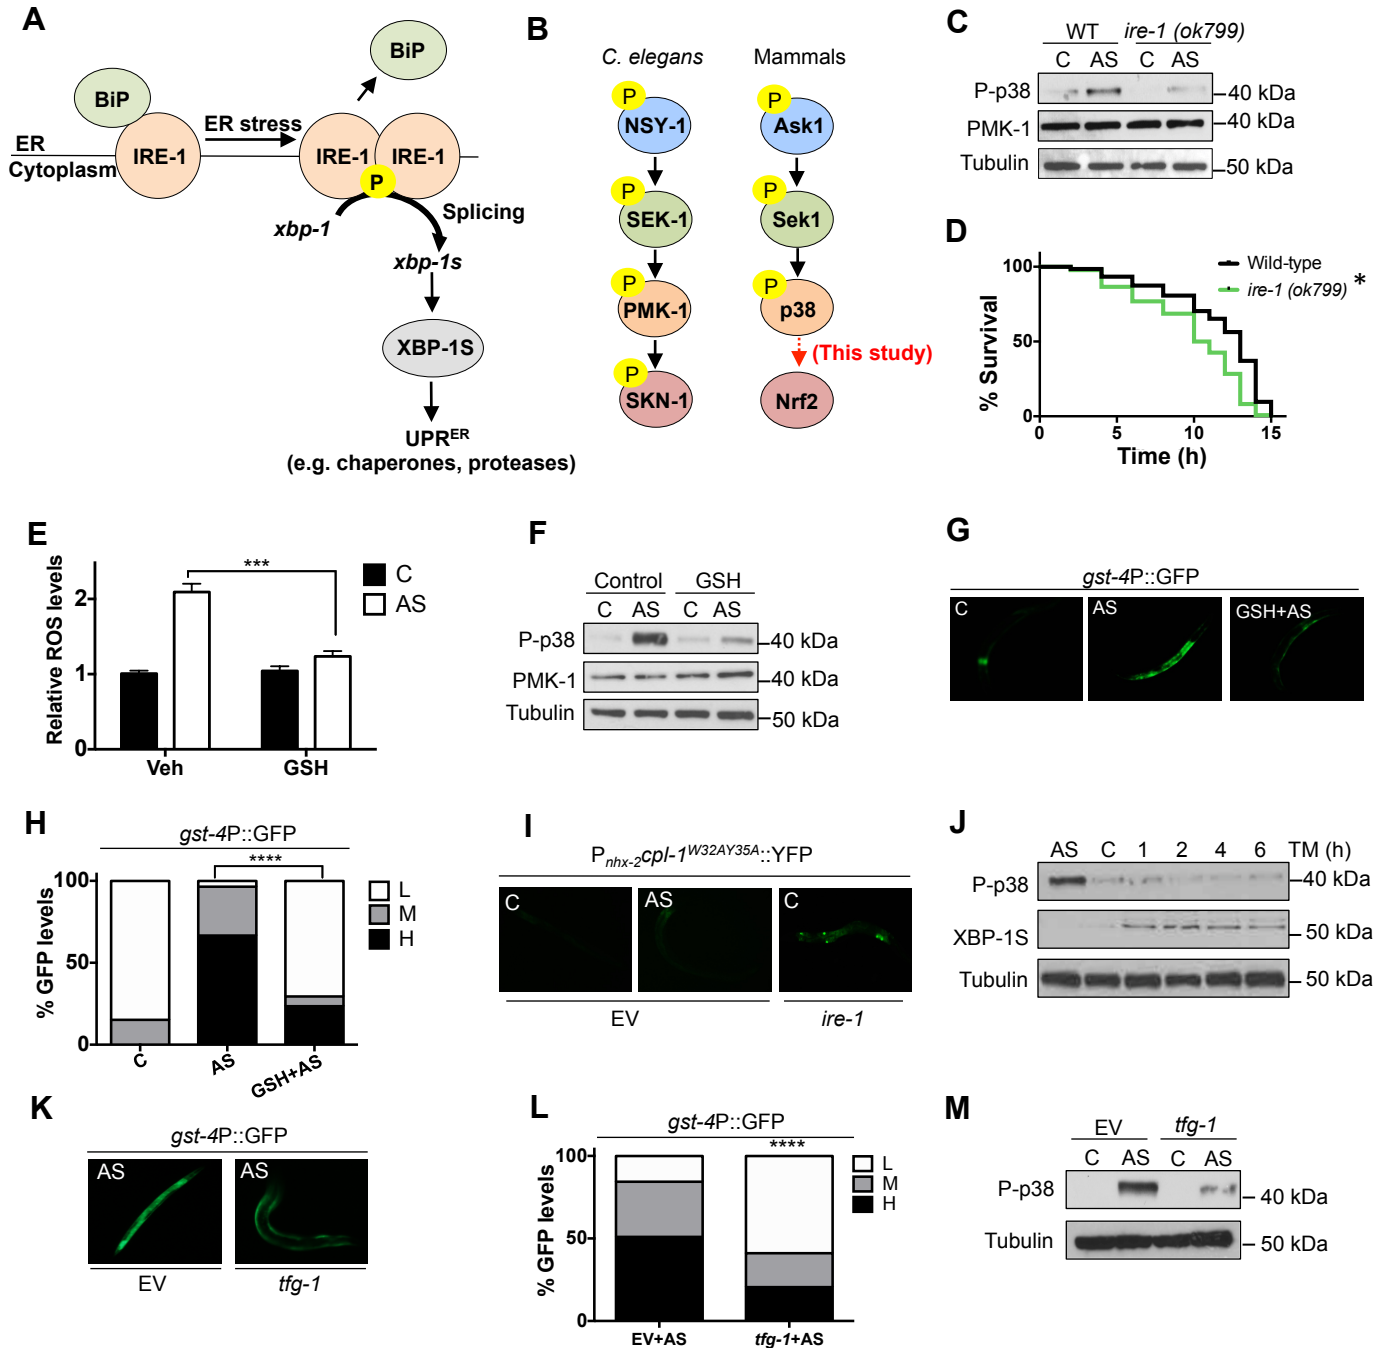 A
BiP
BiP
ER stress
ER
Cytoplasm
IRE-1
IRE-1
IRE-1
P
xbp-1
Splicing
xbp-1s
XBP-1S
UPRER
(e.g. chaperones, proteases)
B
C. elegans
Mammals
P
NSY-1
P
Ask1
P
SEK-1
P
Sek1
P
PMK-1
P
p38
(This study)
P
SKN-1
Nrf2
C
WT
ire-1 (ok799)
C AS C AS
P-p38
40 kDa
PMK-1
40 kDa
Tubulin
50 kDa
D
% Survival
100
50
0
0 5 10 15
Time (h)
Wild-type
ire-1 (ok799)
*
E
Relative ROS levels
2
1
0
***
C
AS
Veh
GSH
F
Control GSH
C AS C AS
P-p38
40 kDa
PMK-1
40 kDa
Tubulin
50 kDa
G
gst-4P::GFP
C
AS
GSH+AS
H
gst-4P::GFP
****
% GFP levels
100
50
0
L
M
H
C
AS
GSH+AS
I
Pnhx-2cpl-1W32AY35A::YFP
C
AS
C
EV
ire-1
J
AS C 1 2 4 6 TM (h)
P-p38
40 kDa
XBP-1S
50 kDa
Tubulin
50 kDa
K
gst-4P::GFP
AS
AS
EV
tfg-1
L
gst-4P::GFP
****
% GFP levels
100
50
0
L
M
H
EV+AS
tfg-1+AS
M
EV tfg-1
C AS C AS
P-p38
40 kDa
Tubulin
50 kDa